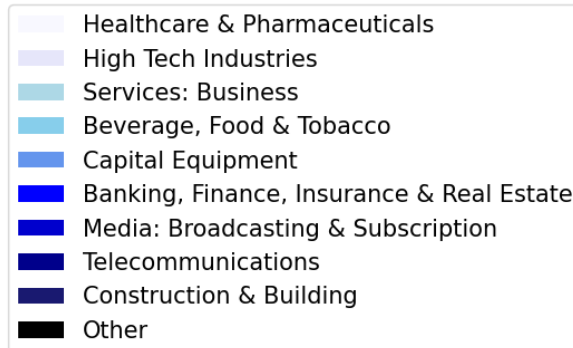 Healthcare & Pharmaceuticals
High Tech Industries
Services: Business
Beverage, Food & Tobacco
Capital Equipment
Banking, Finance, Insurance & Real Estate
Media: Broadcasting & Subscription
Telecommunications
Construction & Building
Other